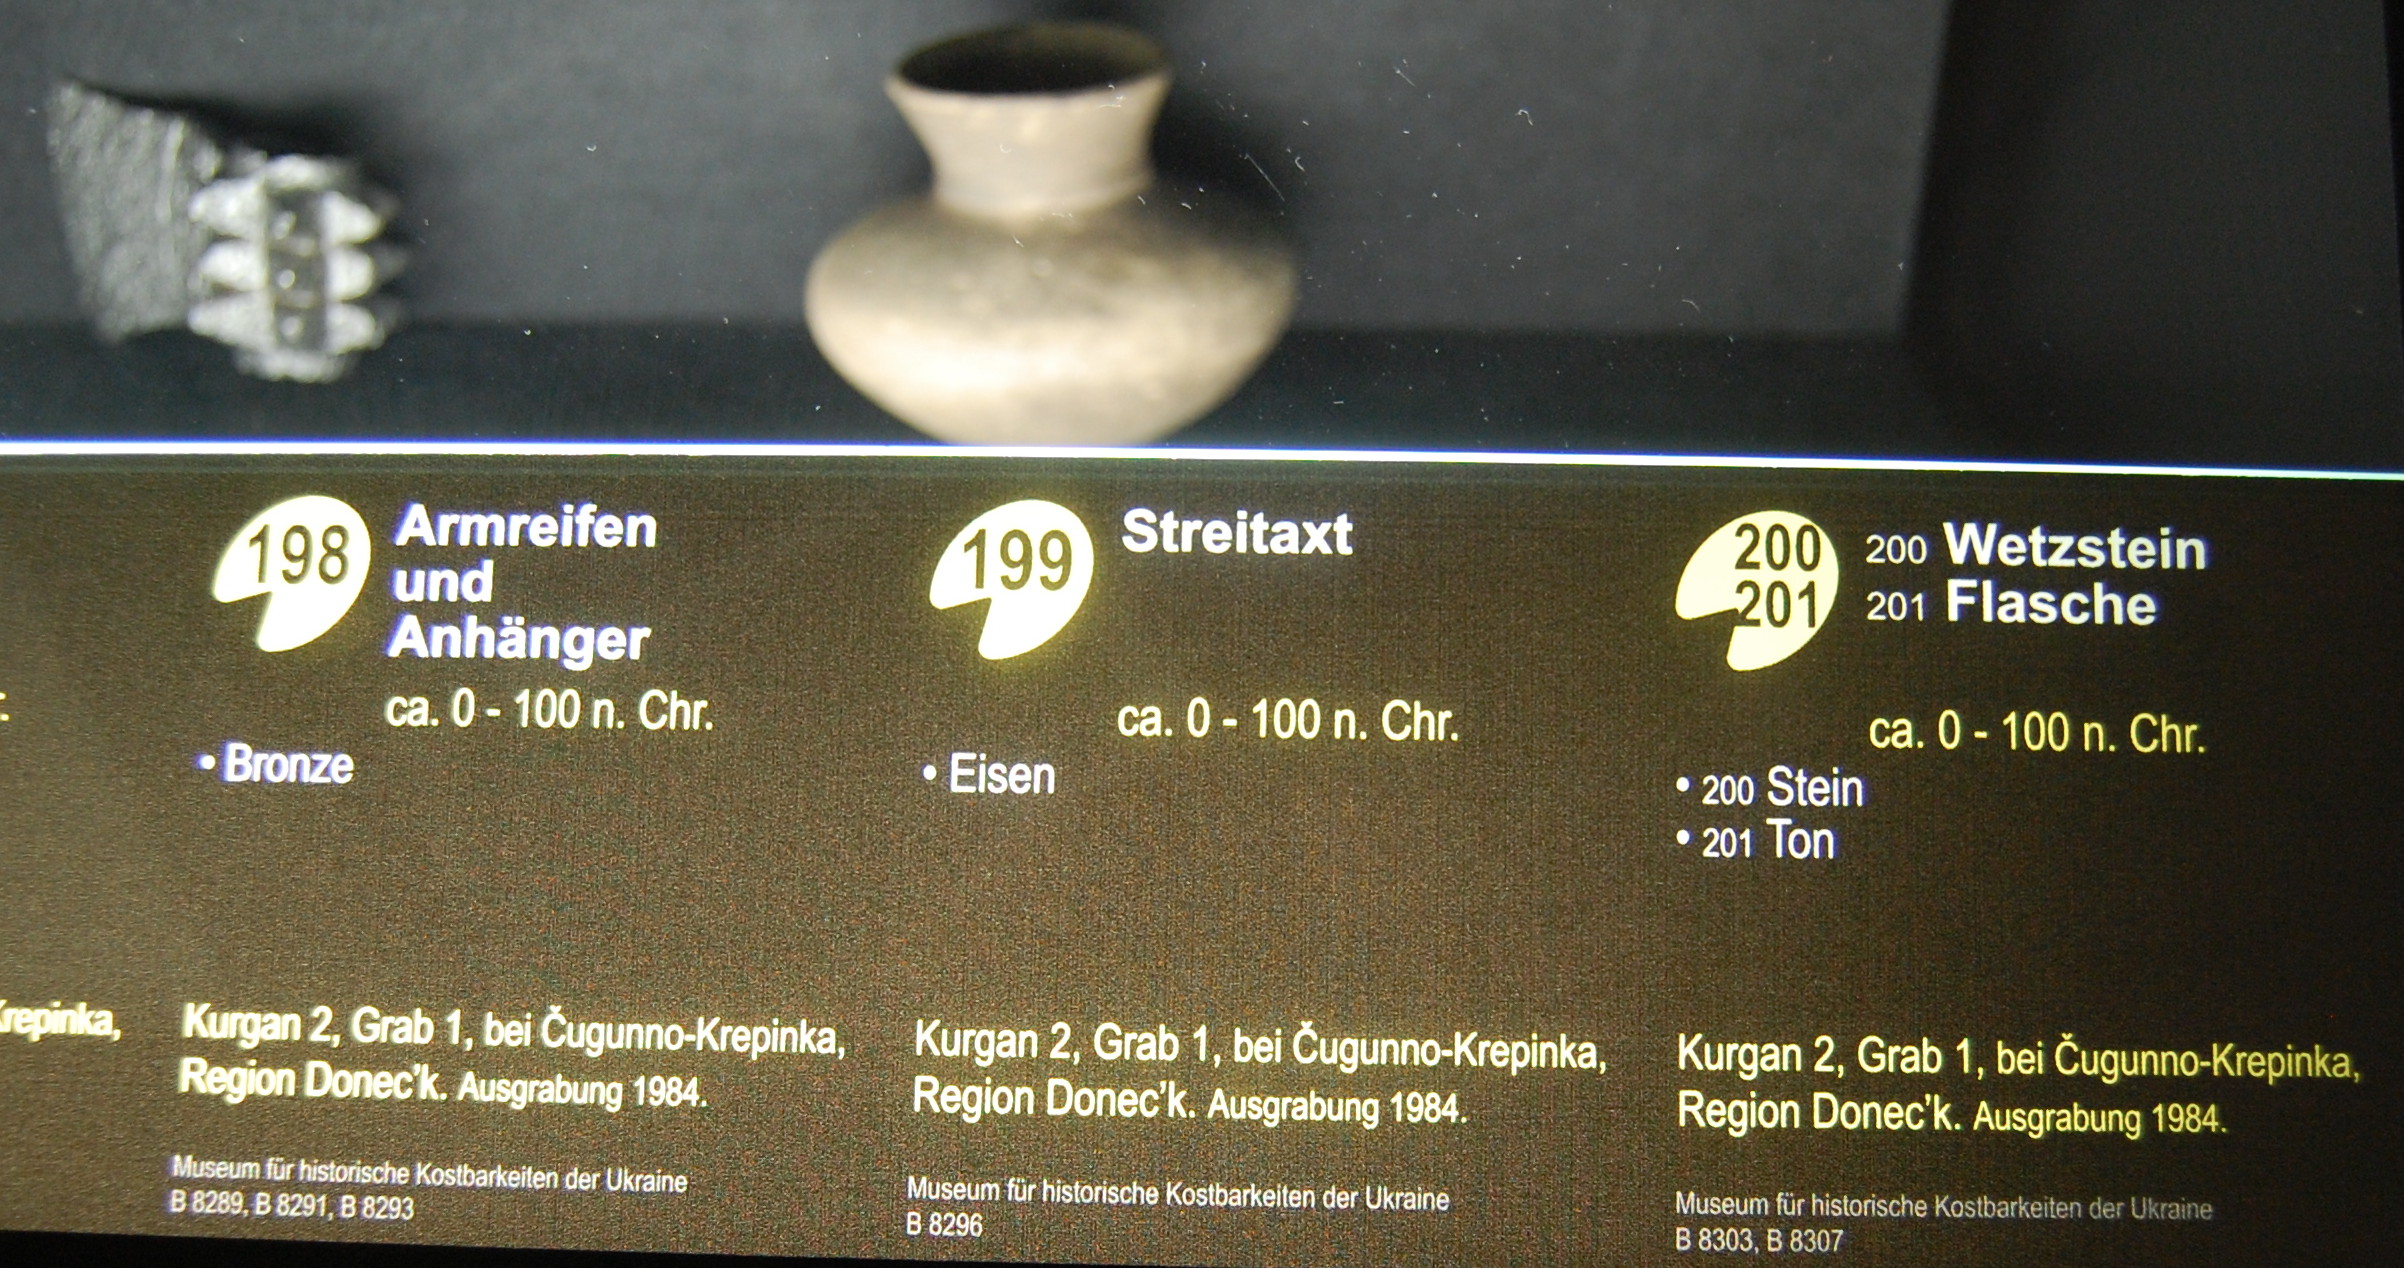 198
Armreifen
und
Anhänger
ca. 0 - 100 n. Chr.
• Bronze
Kurgan 2, Grab 1, bei Čugunno-Krepinka,
Region Donec’k. Ausgrabung 1984.
Museum für historische Kostbarkeiten der Ukraine
B 8289, B 8291, B 8293
199
Streitaxt
ca. 0 - 100 n. Chr.
• Eisen
Kurgan 2, Grab 1, bei Čugunno-Krepinka,
Region Donec’k. Ausgrabung 1984.
Museum für historische Kostbarkeiten der Ukraine
B 8296
200
201
200 Wetzstein
201 Flasche
ca. 0 - 100 n. Chr.
• 200 Stein
• 201 Ton
Kurgan 2, Grab 1, bei Čugunno-Krepinka,
Region Donec’k. Ausgrabung 1984.
Museum für historische Kostbarkeiten der Ukraine
B 8303, B 8307